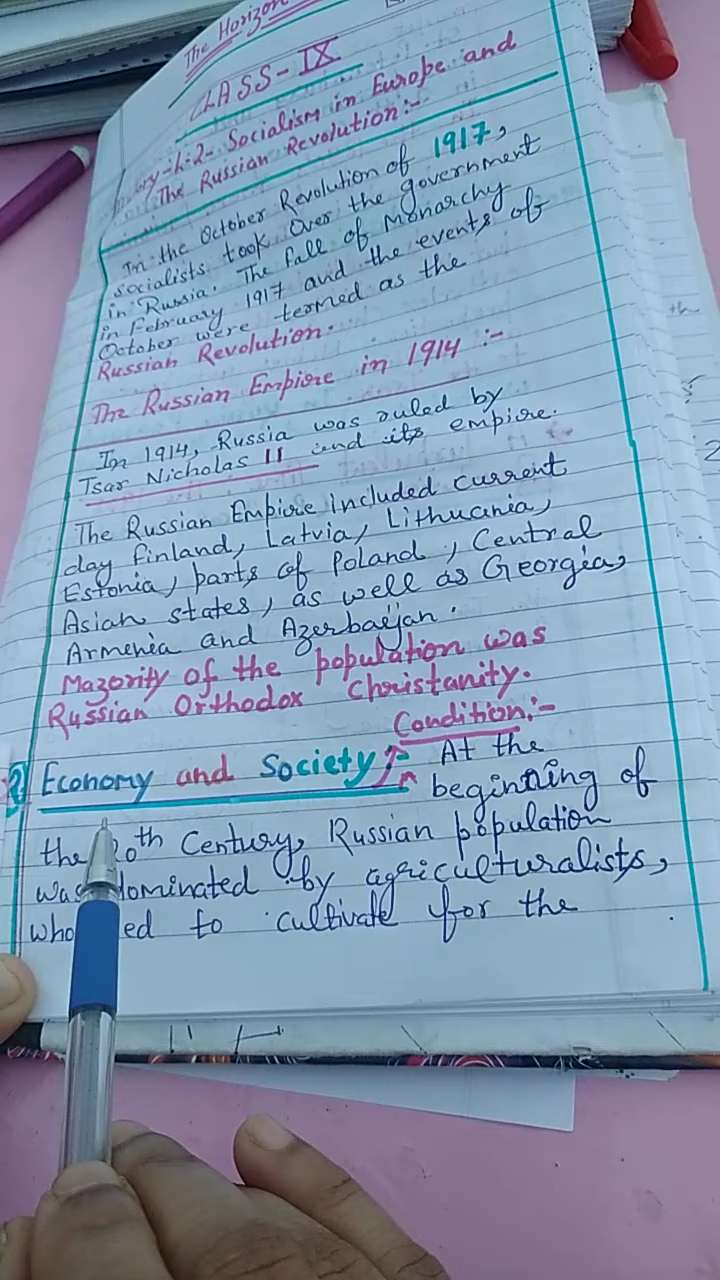 The Horizon
CLASS-IX
-2- Socialism in Europe and
The Russian Revolution:-
In the October Revolution of 1917,
socialists took over the government
in Russia. The fall of Monarchy
in February 1917 and the events of
October were termed as the
Russian Revolution.
The Russian Empire in 1914 :-
In 1914, Russia was ruled by
Tsar Nicholas II and its empire.
The Russian Empire included current
day finland, Latvia, Lithuania,
Estonia, parts of Poland, Central
Asian states, as well as Georgia,
Armenia and Azerbaijan.
Mazority of the population was
Russian Orthodox Christanity.
Condition:-
Economy and Society:- At the
beginning of
the 20th Century, Russian population
was dominated by agriculturalists,
who to cultivate for the